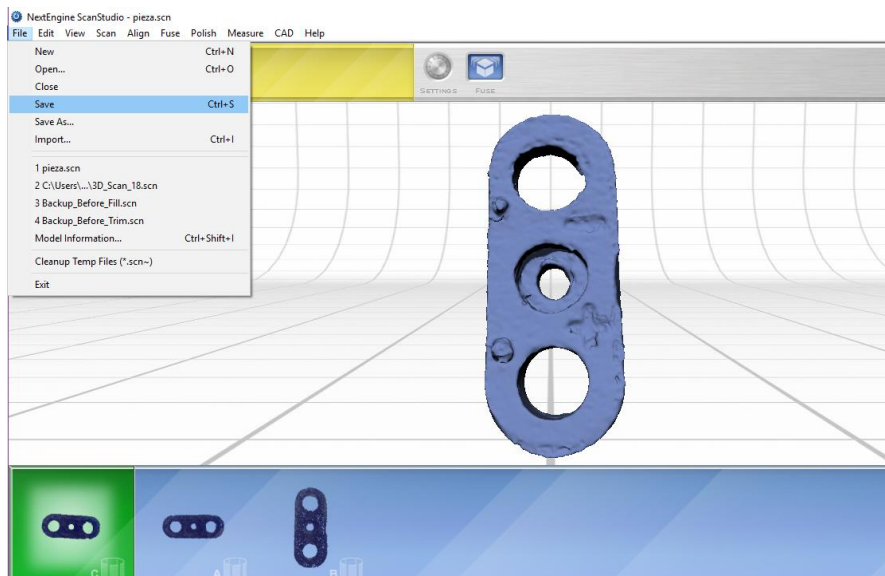 NextEngine ScanStudio - pieza.scn
File Edit View Scan Align Fuse Polish Measure CAD Help
New Ctrl+N
Open... Ctrl+O
Close
Save Ctrl+S
Save As...
Import... Ctrl+I
1 pieza.scn
2 C:\Users\...\3D_Scan_18.scn
3 Backup_Before_Fill.scn
4 Backup_Before_Trim.scn
Model Information... Ctrl+Shift+I
Cleanup Temp Files (*.scn~)
Exit
SETTINGS FUSE
C A B